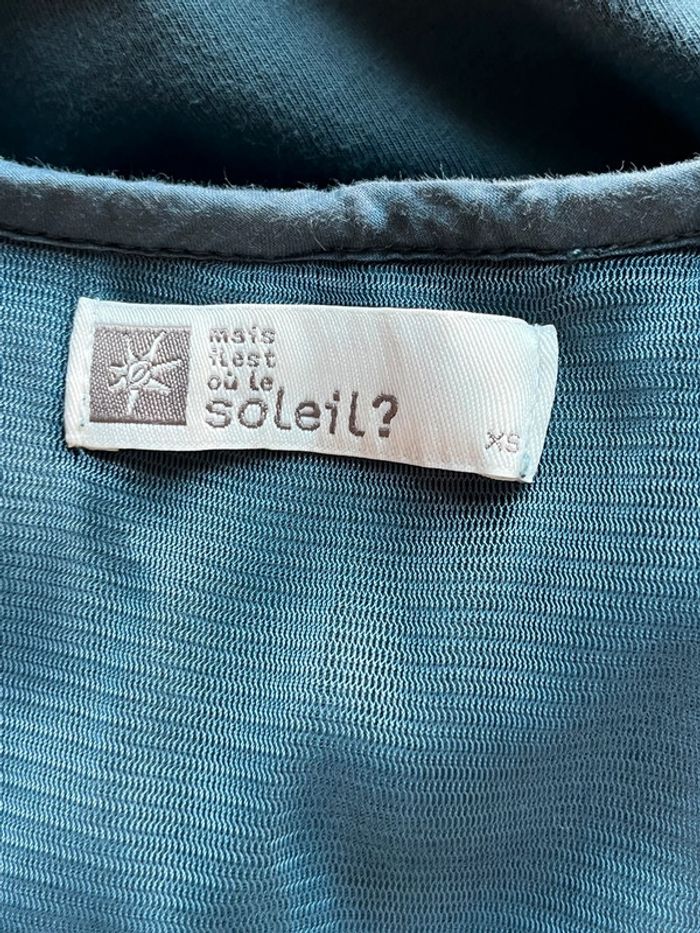 mais
il est
où le
soleil?
XS